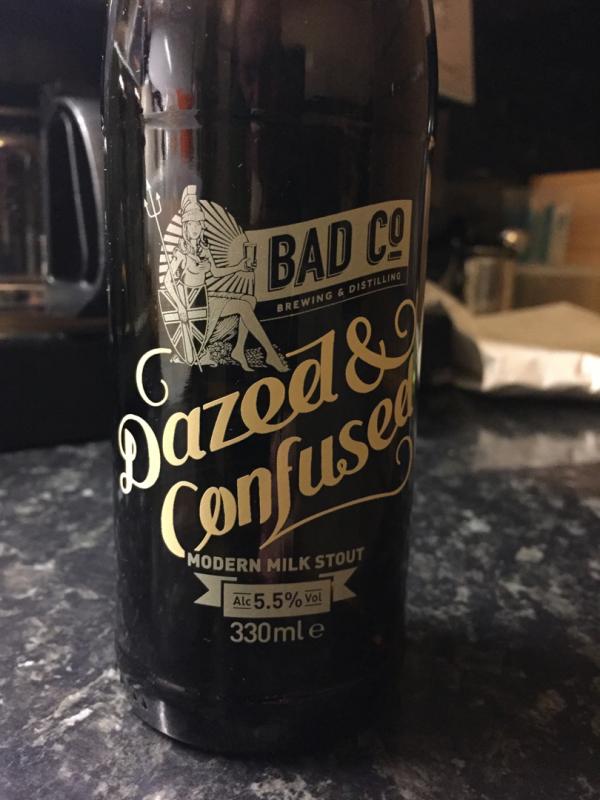 BAD Co
BREWING & DISTILLING
Dazed &
Confused
MODERN MILK STOUT
Alc 5.5% Vol
330ml e